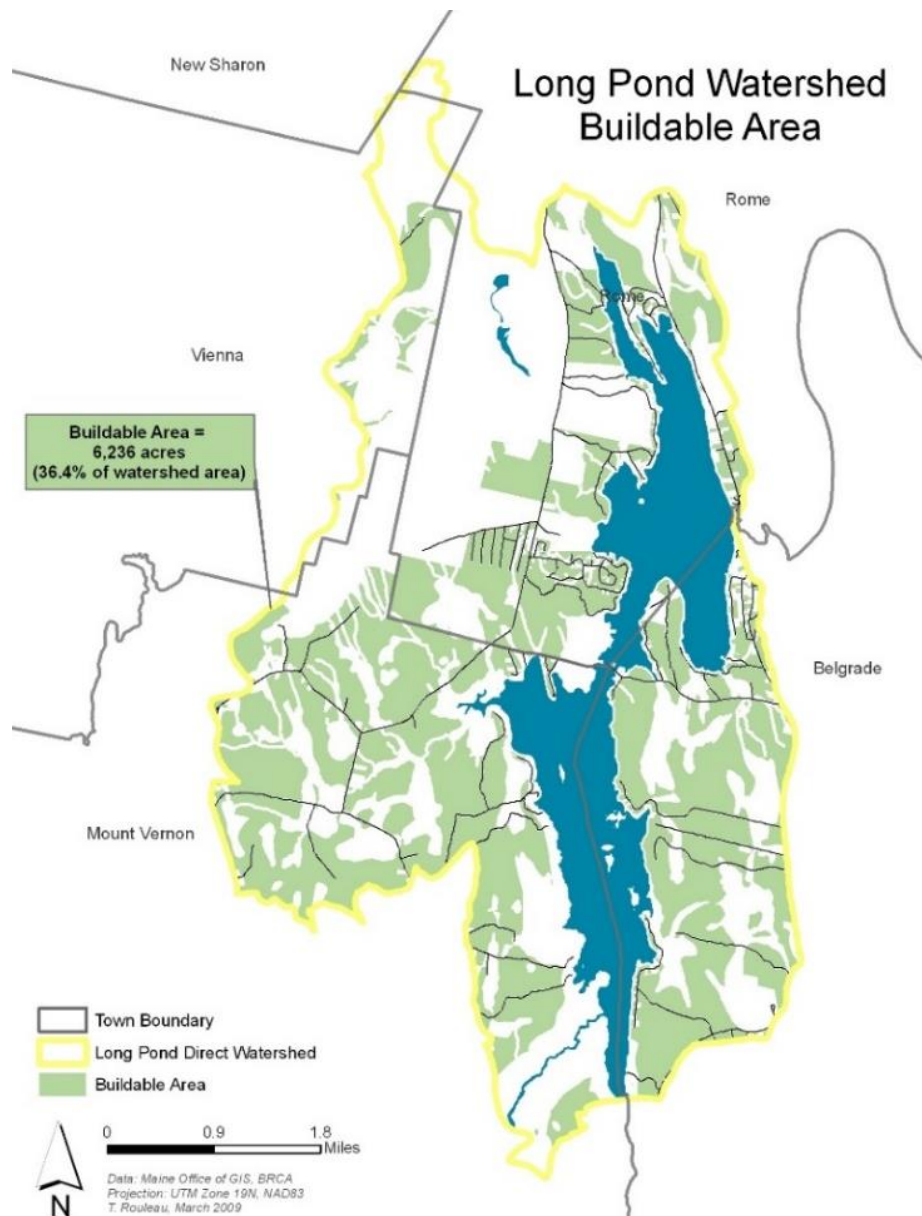 New Sharon
Long Pond Watershed
Buildable Area
Rome
Rome
Vienna
Buildable Area =
6,236 acres
(36.4% of watershed area)
Belgrade
Mount Vernon
Town Boundary
Long Pond Direct Watershed
Buildable Area
0 0.9 1.8
Miles
Data: Maine Office of GIS, BRCA
Projection: UTM Zone 19N, NAD83
T. Rouleau, March 2009
N